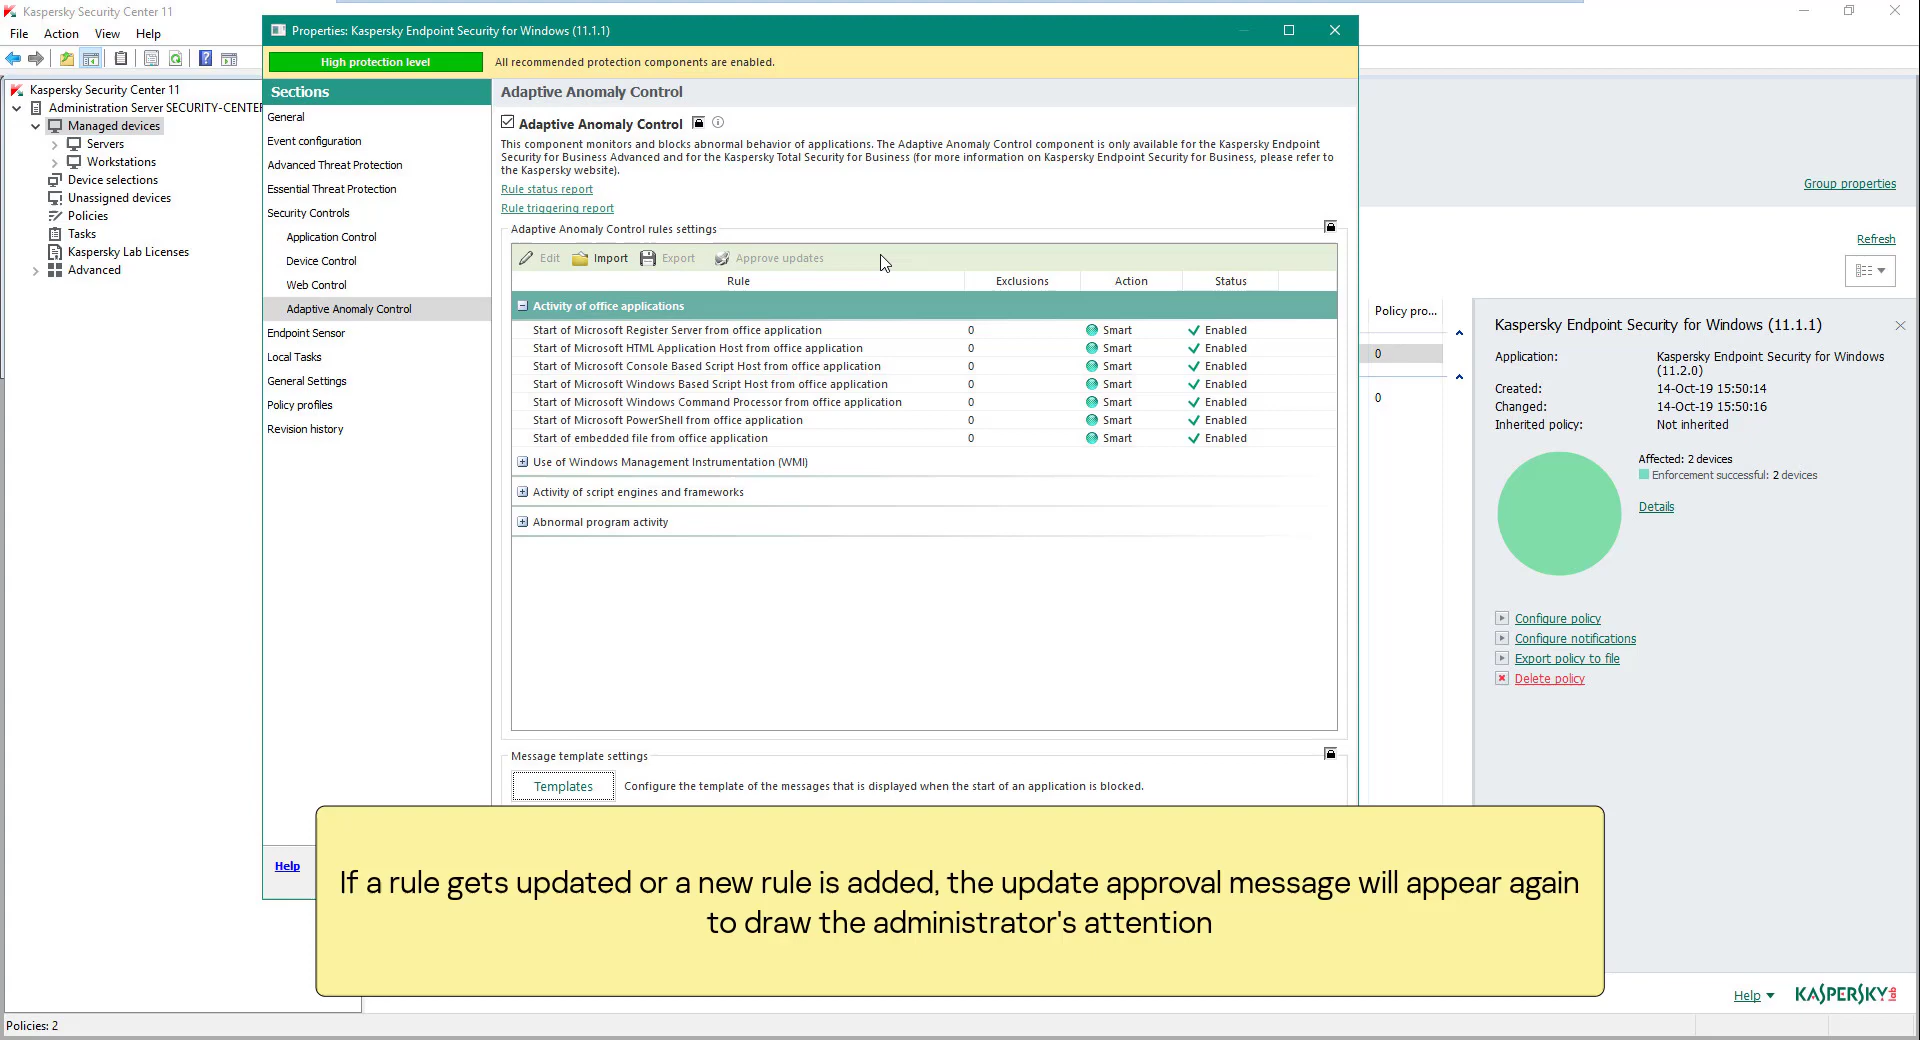 Kaspersky Security Center 11
File Action View Help
Kaspersky Security Center 11
Administration Server SECURITY-CENTER
Managed devices
Servers
Workstations
Device selections
Unassigned devices
Policies
Tasks
Kaspersky Lab Licenses
Advanced
Policies: 2
Properties: Kaspersky Endpoint Security for Windows (11.1.1)
High protection level
All recommended protection components are enabled.
Sections
General
Event configuration
Advanced Threat Protection
Essential Threat Protection
Security Controls
Application Control
Device Control
Web Control
Adaptive Anomaly Control
Endpoint Sensor
Local Tasks
General Settings
Policy profiles
Revision history
Help
Adaptive Anomaly Control
Adaptive Anomaly Control
This component monitors and blocks abnormal behavior of applications. The Adaptive Anomaly Control component is only available for the Kaspersky Endpoint
Security for Business Advanced and for the Kaspersky Total Security for Business (for more information on Kaspersky Endpoint Security for Business, please refer to
the Kaspersky website).
Rule status report
Rule triggering report
Adaptive Anomaly Control rules settings
Edit Import Export Approve updates
Rule Exclusions Action Status
Activity of office applications
Start of Microsoft Register Server from office application 0 Smart Enabled
Start of Microsoft HTML Application Host from office application 0 Smart Enabled
Start of Microsoft Console Based Script Host from office application 0 Smart Enabled
Start of Microsoft Windows Based Script Host from office application 0 Smart Enabled
Start of Microsoft Windows Command Processor from office application 0 Smart Enabled
Start of Microsoft PowerShell from office application 0 Smart Enabled
Start of embedded file from office application 0 Smart Enabled
Use of Windows Management Instrumentation (WMI)
Activity of script engines and frameworks
Abnormal program activity
Message template settings
Templates
Configure the template of the messages that is displayed when the start of an application is blocked.
Group properties
Refresh
Policy pro...
0
0
Kaspersky Endpoint Security for Windows (11.1.1)
Application: Kaspersky Endpoint Security for Windows
(11.2.0)
Created: 14-Oct-19 15:50:14
Changed: 14-Oct-19 15:50:16
Inherited policy: Not inherited
Affected: 2 devices
Enforcement successful: 2 devices
Details
Configure policy
Configure notifications
Export policy to file
Delete policy
If a rule gets updated or a new rule is added, the update approval message will appear again
to draw the administrator's attention
Help
KASPERSKY lab